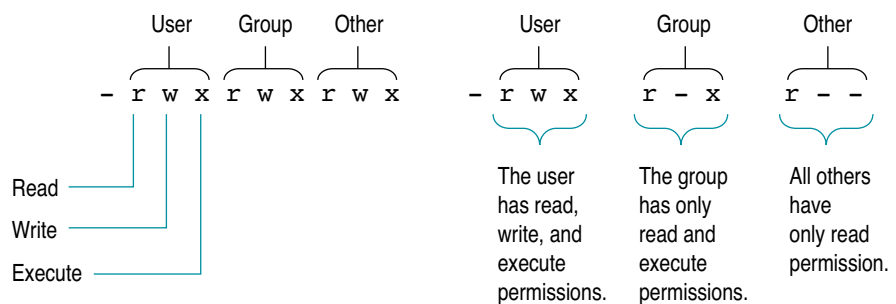 User Group Other
- r w x r w x r w x
Read
Write
Execute
User Group Other
- r w x r - x r - -
The user
has read,
write, and
execute
permissions.
The group
has only
read and
execute
permissions.
All others
have
only read
permission.